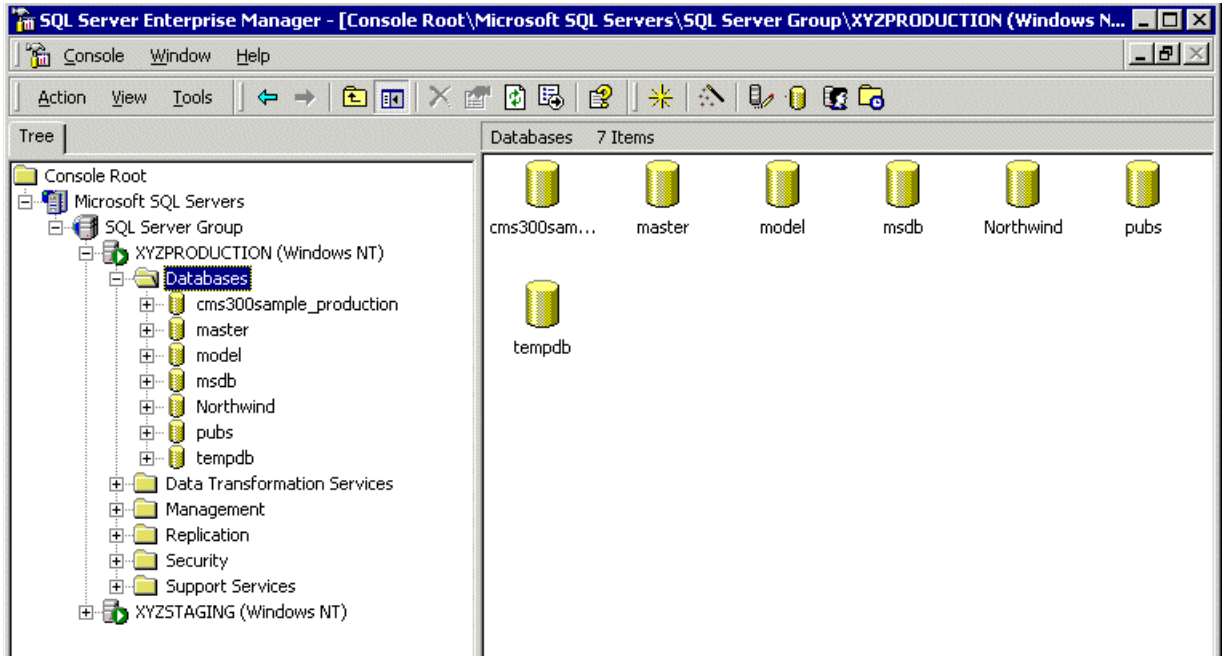 SQL Server Enterprise Manager - [Console Root\Microsoft SQL Servers\SQL Server Group\XYZPRODUCTION (Windows N...
Console Window Help
Action View Tools
Tree
Databases 7 Items
Console Root
Microsoft SQL Servers
SQL Server Group
XYZPRODUCTION (Windows NT)
Databases
cms300sample_production
master
model
msdb
Northwind
pubs
tempdb
Data Transformation Services
Management
Replication
Security
Support Services
XYZSTAGING (Windows NT)
cms300sam... master model msdb Northwind pubs
tempdb